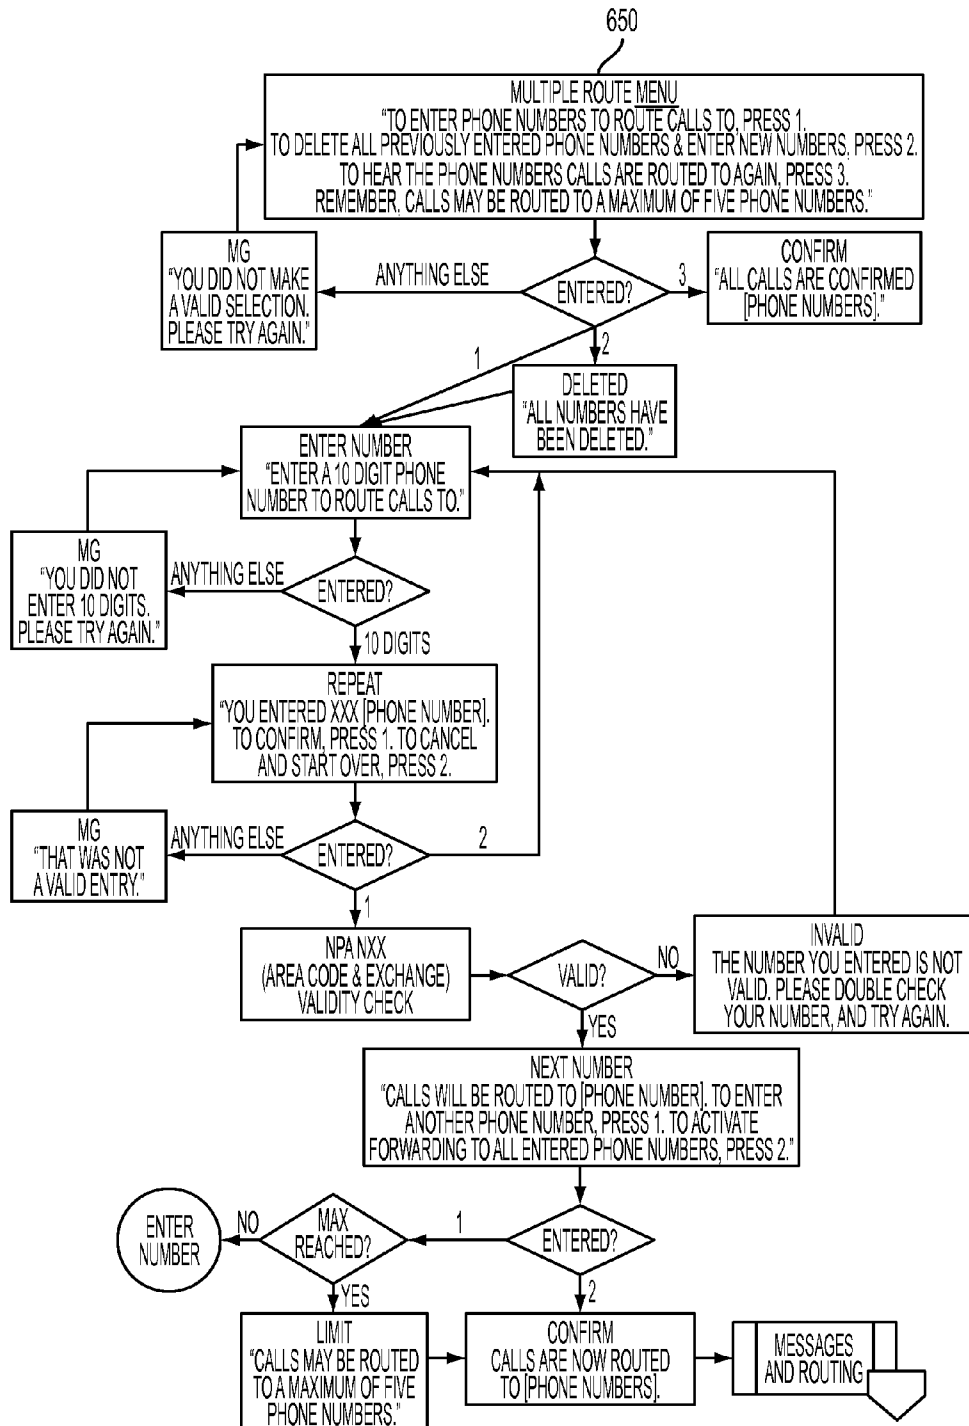 650
MULTIPLE ROUTE MENU
"TO ENTER PHONE NUMBERS TO ROUTE CALLS TO, PRESS 1.
TO DELETE ALL PREVIOUSLY ENTERED PHONE NUMBERS & ENTER NEW NUMBERS, PRESS 2.
TO HEAR THE PHONE NUMBERS CALLS ARE ROUTED TO AGAIN, PRESS 3.
REMEMBER, CALLS MAY BE ROUTED TO A MAXIMUM OF FIVE PHONE NUMBERS."
MG
"YOU DID NOT MAKE
A VALID SELECTION.
PLEASE TRY AGAIN."
ANYTHING ELSE
ENTERED?
3
CONFIRM
"ALL CALLS ARE CONFIRMED
[PHONE NUMBERS]."
1
2
DELETED
"ALL NUMBERS HAVE
BEEN DELETED."
ENTER NUMBER
"ENTER A 10 DIGIT PHONE
NUMBER TO ROUTE CALLS TO."
MG
"YOU DID NOT
ENTER 10 DIGITS.
PLEASE TRY AGAIN."
ANYTHING ELSE
ENTERED?
10 DIGITS
REPEAT
"YOU ENTERED XXX [PHONE NUMBER].
TO CONFIRM, PRESS 1. TO CANCEL
AND START OVER, PRESS 2.
MG
"THAT WAS NOT
A VALID ENTRY."
ANYTHING ELSE
ENTERED?
2
1
NPA NXX
(AREA CODE & EXCHANGE)
VALIDITY CHECK
VALID?
NO
INVALID
THE NUMBER YOU ENTERED IS NOT
VALID. PLEASE DOUBLE CHECK
YOUR NUMBER, AND TRY AGAIN.
YES
NEXT NUMBER
"CALLS WILL BE ROUTED TO [PHONE NUMBER]. TO ENTER
ANOTHER PHONE NUMBER, PRESS 1. TO ACTIVATE
FORWARDING TO ALL ENTERED PHONE NUMBERS, PRESS 2."
ENTER
NUMBER
NO
MAX
REACHED?
1
ENTERED?
YES
2
LIMIT
"CALLS MAY BE ROUTED
TO A MAXIMUM OF FIVE
PHONE NUMBERS."
CONFIRM
CALLS ARE NOW ROUTED
TO [PHONE NUMBERS].
MESSAGES
AND ROUTING